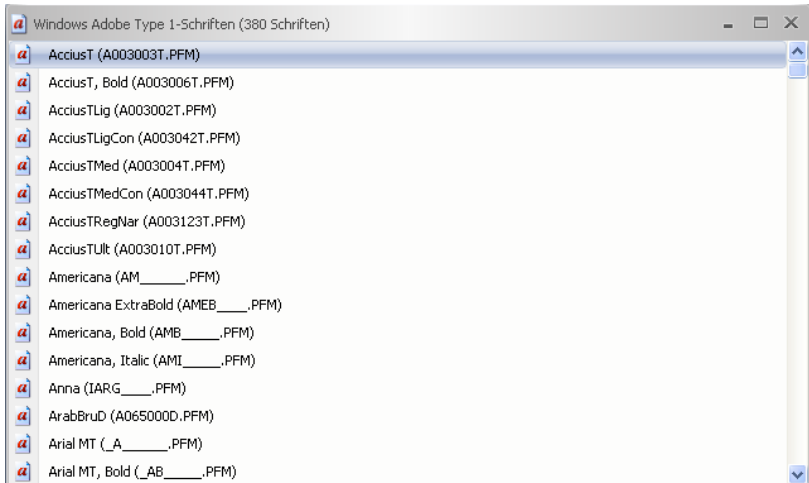 Windows Adobe Type 1-Schriften (380 Schriften)
AcciusT (A003003T.PFM)
AcciusT, Bold (A003006T.PFM)
AcciusTLig (A003002T.PFM)
AcciusTLigCon (A003042T.PFM)
AcciusTMed (A003004T.PFM)
AcciusTMedCon (A003044T.PFM)
AcciusTRegNar (A003123T.PFM)
AcciusTUlt (A003010T.PFM)
Americana (AM______.PFM)
Americana ExtraBold (AMEB____.PFM)
Americana, Bold (AMB_____.PFM)
Americana, Italic (AMI_____.PFM)
Anna (IARG____.PFM)
ArabBruD (A065000D.PFM)
Arial MT (_A______.PFM)
Arial MT, Bold (_AB_____.PFM)